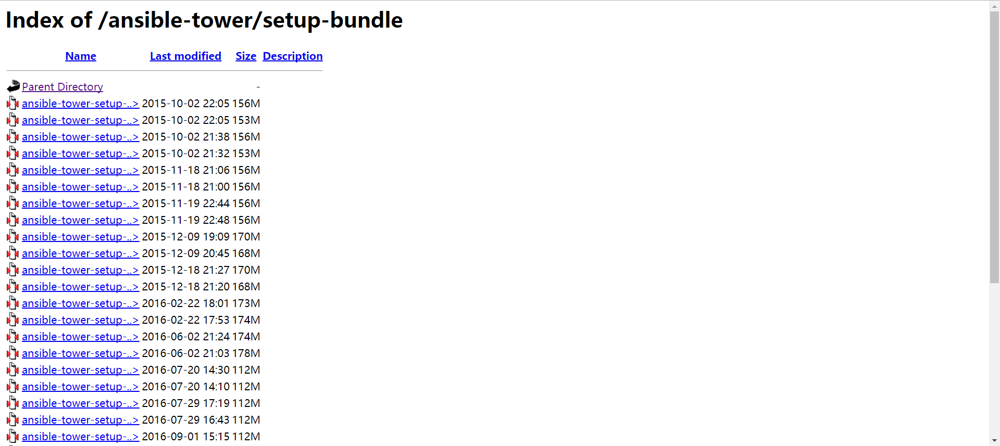 Index of /ansible-tower/setup-bundle
Name Last modified Size Description
Parent Directory -
ansible-tower-setup-..> 2015-10-02 22:05 156M
ansible-tower-setup-..> 2015-10-02 22:05 153M
ansible-tower-setup-..> 2015-10-02 21:38 156M
ansible-tower-setup-..> 2015-10-02 21:32 153M
ansible-tower-setup-..> 2015-11-18 21:06 156M
ansible-tower-setup-..> 2015-11-18 21:00 156M
ansible-tower-setup-..> 2015-11-19 22:44 156M
ansible-tower-setup-..> 2015-11-19 22:48 156M
ansible-tower-setup-..> 2015-12-09 19:09 170M
ansible-tower-setup-..> 2015-12-09 20:45 168M
ansible-tower-setup-..> 2015-12-18 21:27 170M
ansible-tower-setup-..> 2015-12-18 21:20 168M
ansible-tower-setup-..> 2016-02-22 18:01 173M
ansible-tower-setup-..> 2016-02-22 17:53 174M
ansible-tower-setup-..> 2016-06-02 21:24 174M
ansible-tower-setup-..> 2016-06-02 21:03 178M
ansible-tower-setup-..> 2016-07-20 14:30 112M
ansible-tower-setup-..> 2016-07-20 14:10 112M
ansible-tower-setup-..> 2016-07-29 17:19 112M
ansible-tower-setup-..> 2016-07-29 16:43 112M
ansible-tower-setup-..> 2016-09-01 15:15 112M